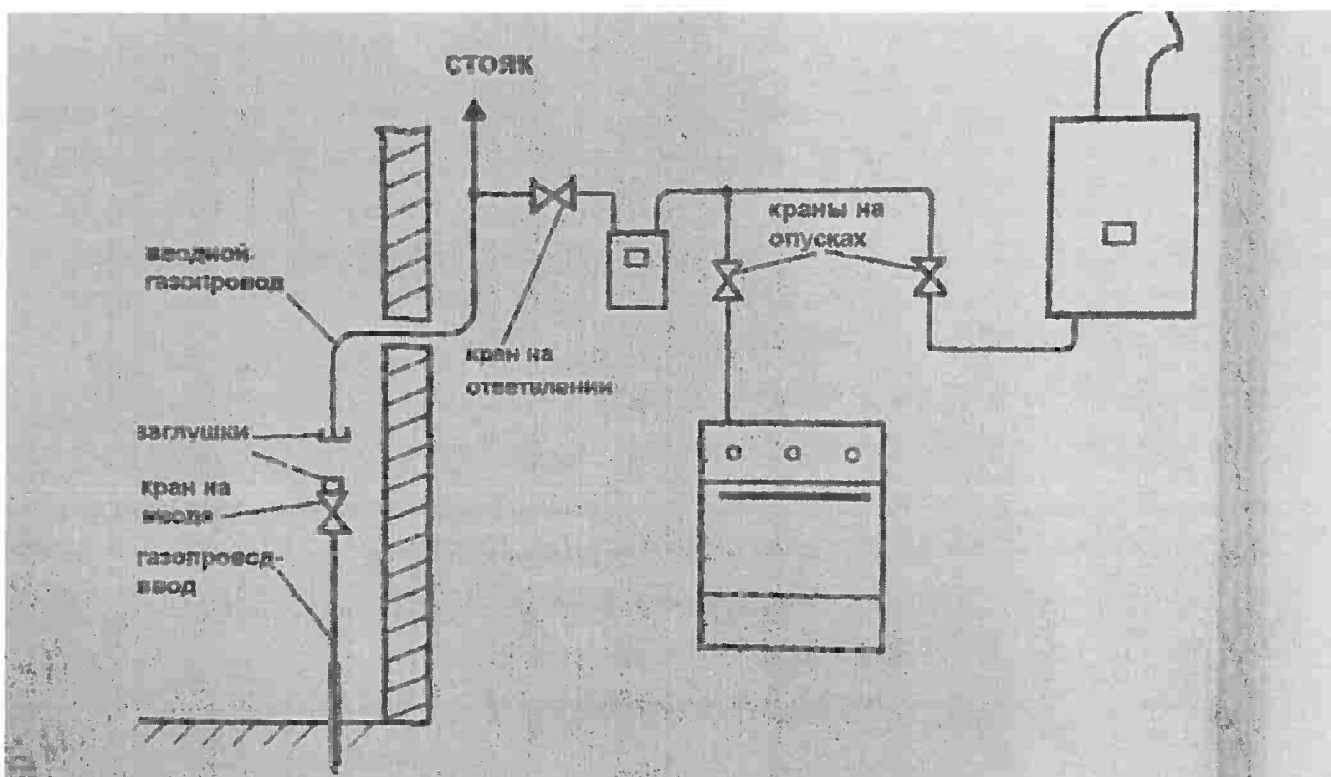 СТОЯК
краны на
опусках
вводной
газопровод
кран на
ответвлении
заглушки
кран на
вводе
газопровод-
ввод